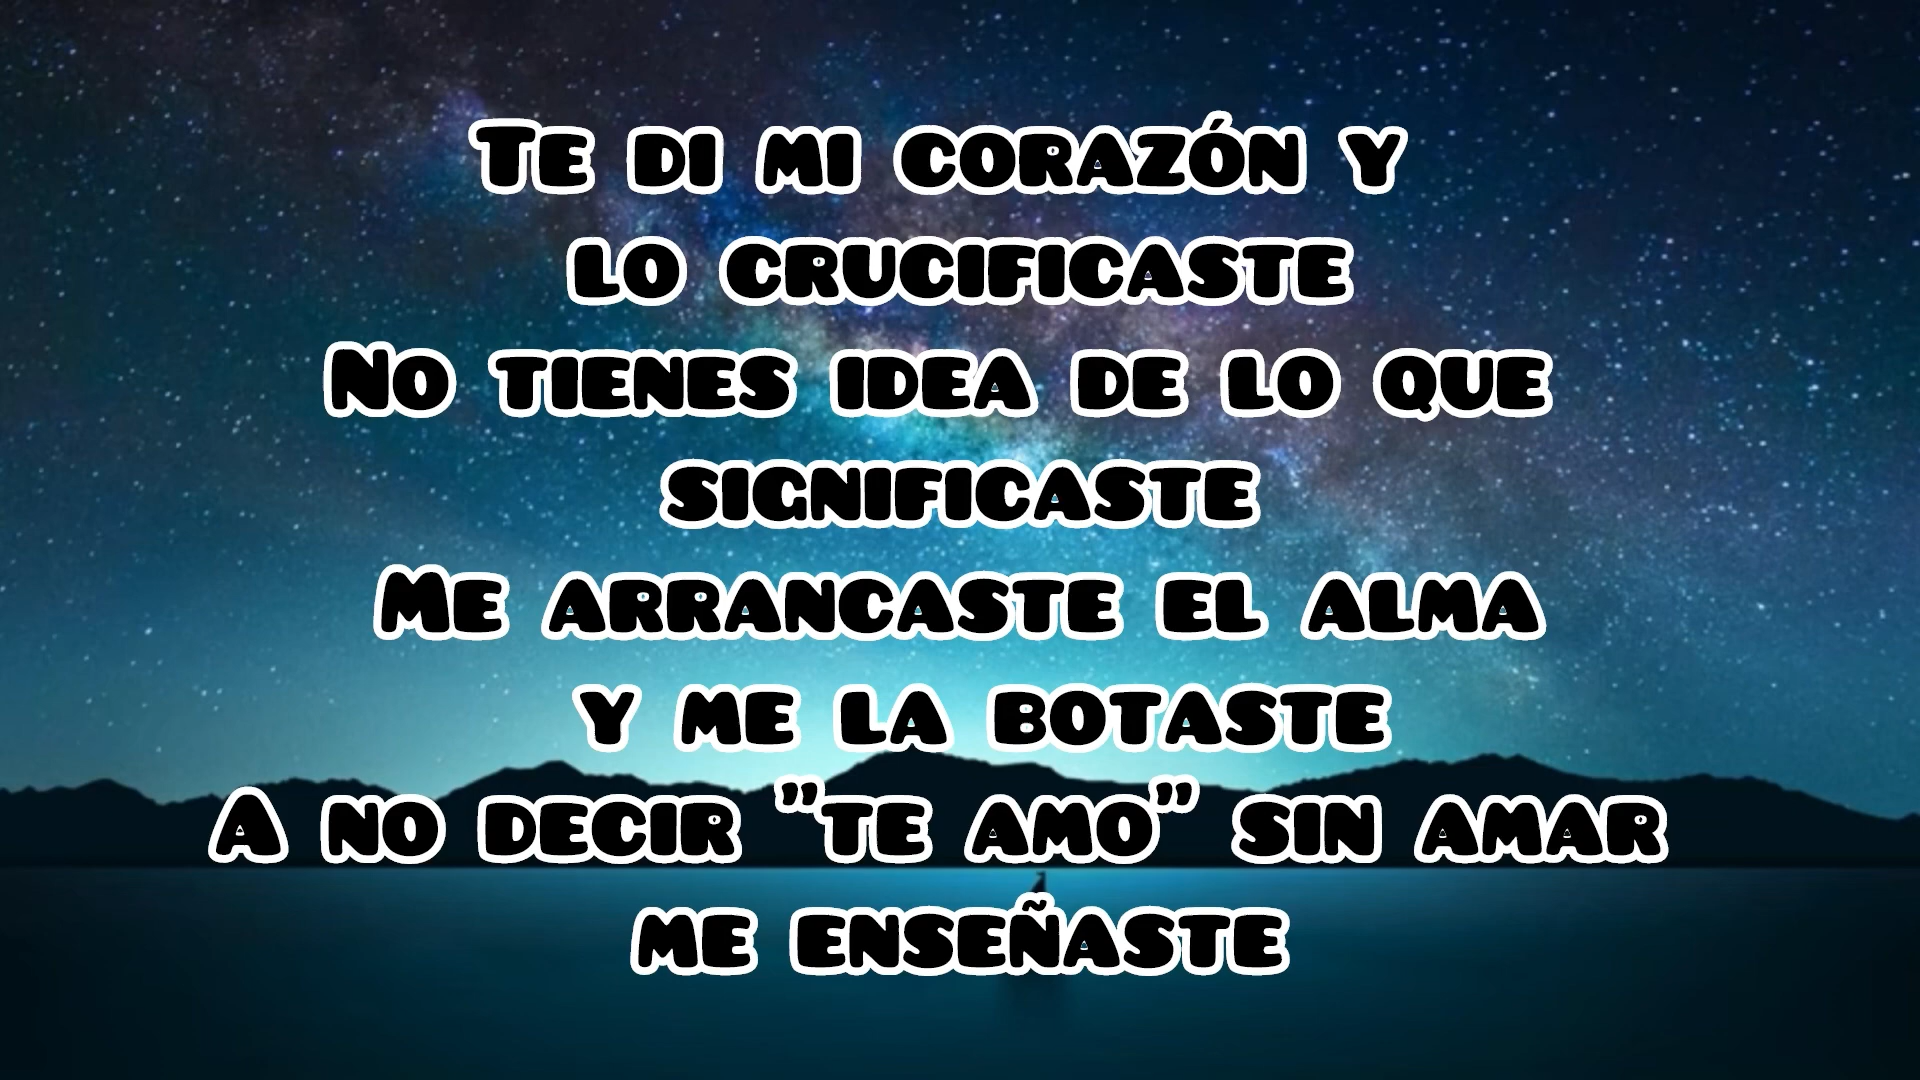 Te di mi corazón y
lo crucificaste
No tienes idea de lo que
significaste
Me arrancaste el alma
y me la botaste
A no decir "te amo" sin amar
me enseñaste